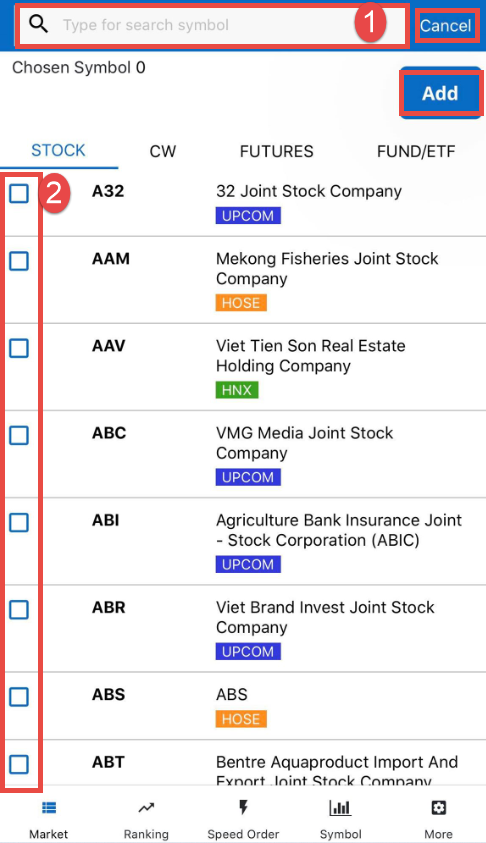 Type for search symbol
1
Cancel
Chosen Symbol 0
Add
STOCK CW FUTURES FUND/ETF
2
A32 32 Joint Stock Company
UPCOM
AAM Mekong Fisheries Joint Stock
Company
HOSE
AAV Viet Tien Son Real Estate
Holding Company
HNX
ABC VMG Media Joint Stock
Company
UPCOM
ABI Agriculture Bank Insurance Joint
- Stock Corporation (ABIC)
UPCOM
ABR Viet Brand Invest Joint Stock
Company
UPCOM
ABS ABS
HOSE
ABT Bentre Aquaproduct Import And
Export Joint Stock Company
Market Ranking Speed Order Symbol More